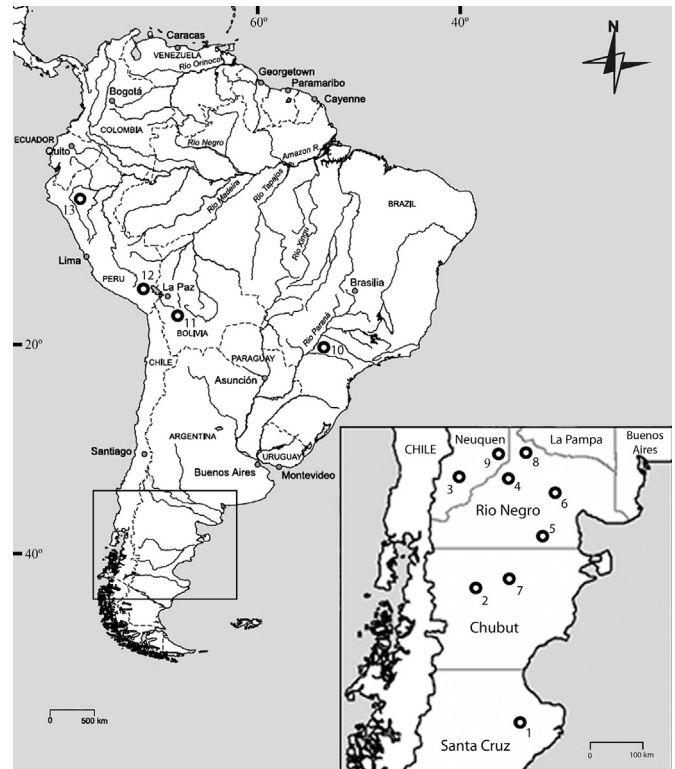 60º
40º
N
Caracas
VENEZUELA
Rio Orinoco
Georgetown
Paramaribo
Cayenne
Bogotá
COLOMBIA
ECUADOR
Quito
Rio Negro
Amazon R.
Rio Madeira
Rio Tapajos
Rio Xingu
BRAZIL
13
Lima
PERU
12
La Paz
11
BOLIVIA
Brasilia
Rio Paraná
10
20º
CHILE
PARAGUAY
Asunción
ARGENTINA
Santiago
URUGUAY
Buenos Aires
Montevideo
40º
0
500 km
CHILE
Neuquen
La Pampa
Buenos
Aires
9
8
3
4
6
Rio Negro
5
2
7
Chubut
1
Santa Cruz
0
100 km